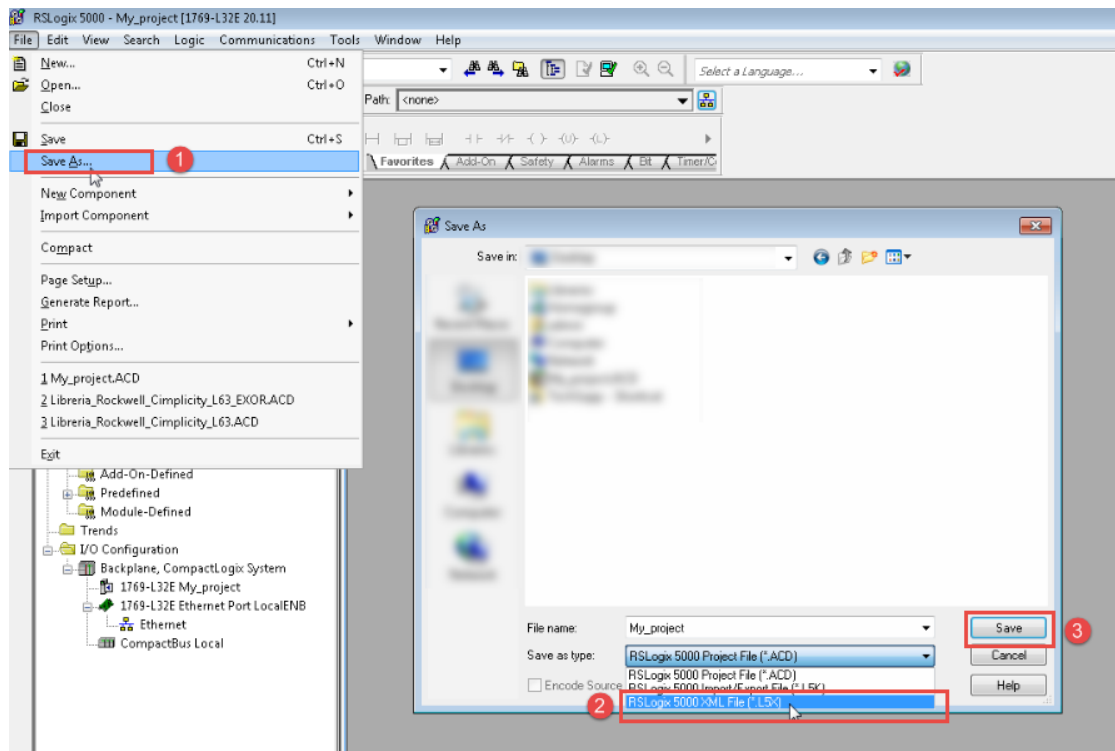 RSLogix 5000 - My_project [1769-L32E 20.11]
File Edit View Search Logic Communications Tools Window Help
New... Ctrl+N
Open... Ctrl+O
Close
Save Ctrl+S
Save As...
1
New Component
Import Component
Compact
Page Setup...
Generate Report...
Print
Print Options...
1 My_project.ACD
2 Libreria_Rockwell_Cimplicity_L63_EXOR.ACD
3 Libreria_Rockwell_Cimplicity_L63.ACD
Exit
Select a Language...
Path: <none>
Favorites Add-On Safety Alarms Bit Timer/C
Add-On-Defined
Predefined
Module-Defined
Trends
I/O Configuration
Backplane, CompactLogix System
1769-L32E My_project
1769-L32E Ethernet Port LocalENB
Ethernet
CompactBus Local
Save As
Save in:
File name: My_project Save
3
Save as type: RSLogix 5000 Project File (*.ACD) Cancel
RSLogix 5000 Project File (*.ACD)
Encode Source RSLogix 5000 Import/Export File (*.L5K) Help
2
RSLogix 5000 XML File (*.L5X)